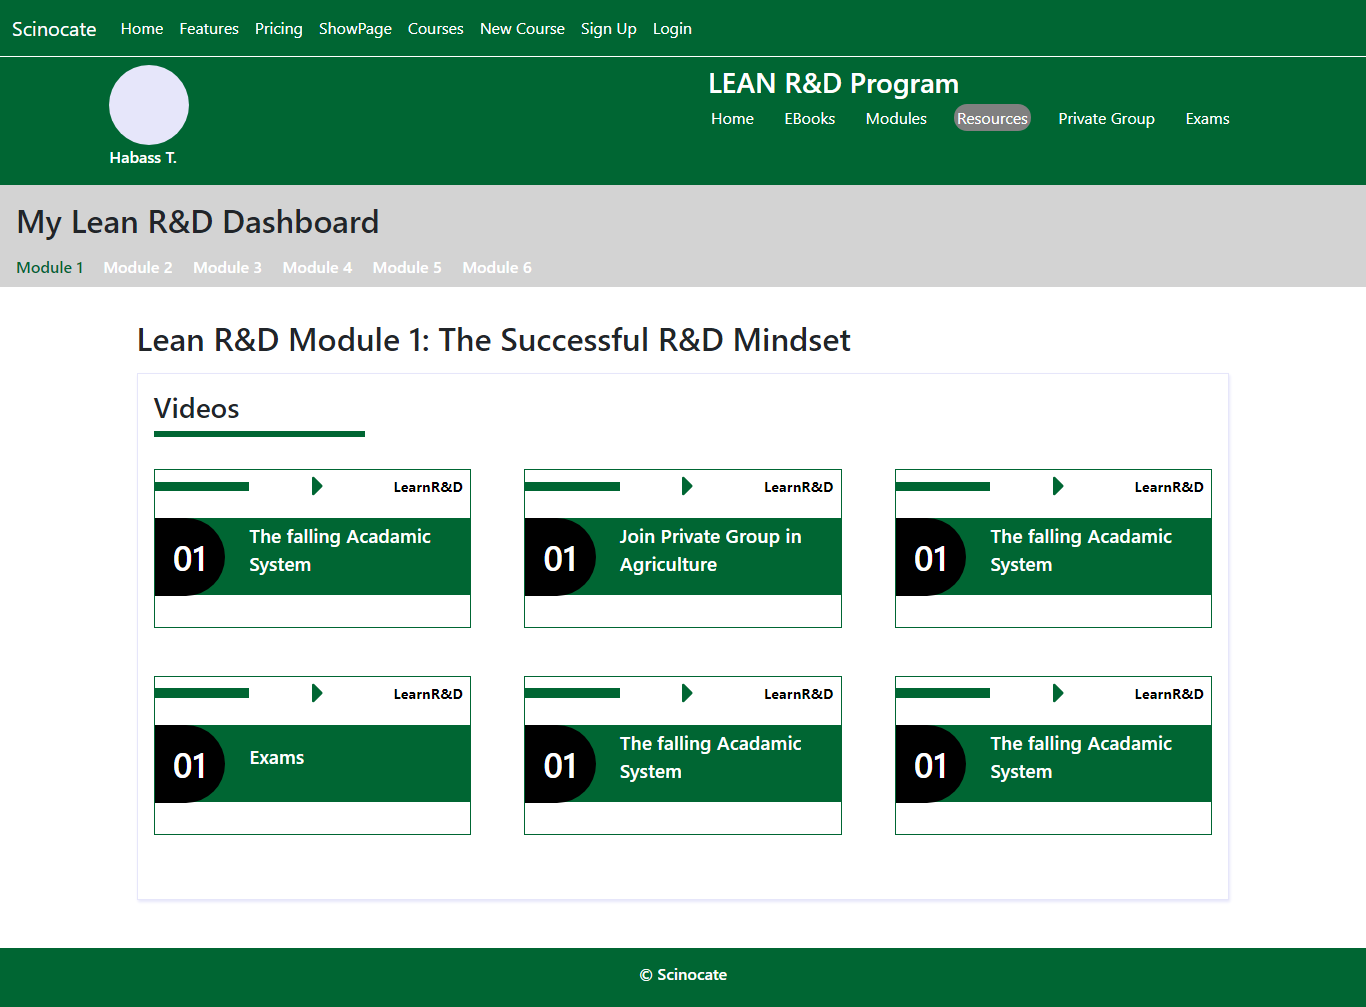 Scinocate Home Features Pricing ShowPage Courses New Course Sign Up Login
LEAN R&D Program
Home EBooks Modules Resources Private Group Exams
Habass T.
My Lean R&D Dashboard
Module 1 Module 2 Module 3 Module 4 Module 5 Module 6
Lean R&D Module 1: The Successful R&D Mindset
Videos
LearnR&D
01
The falling Acadamic
System
LearnR&D
01
Join Private Group in
Agriculture
LearnR&D
01
The falling Acadamic
System
LearnR&D
01
Exams
LearnR&D
01
The falling Acadamic
System
LearnR&D
01
The falling Acadamic
System
© Scinocate